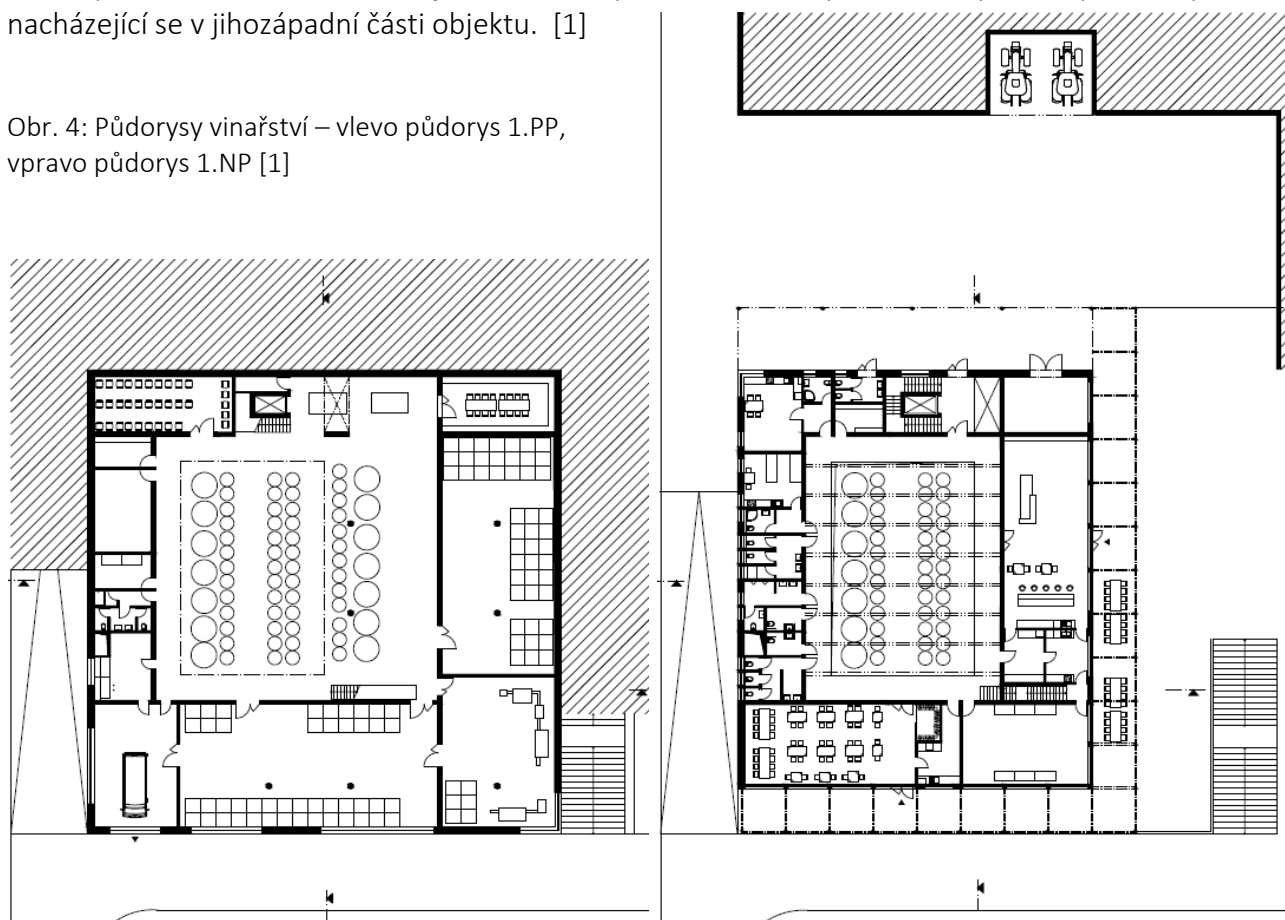 nacházející se v jihozápadní části objektu. [1]
Obr. 4: Půdorysy vinařství – vlevo půdorys 1.PP,
vpravo půdorys 1.NP [1]